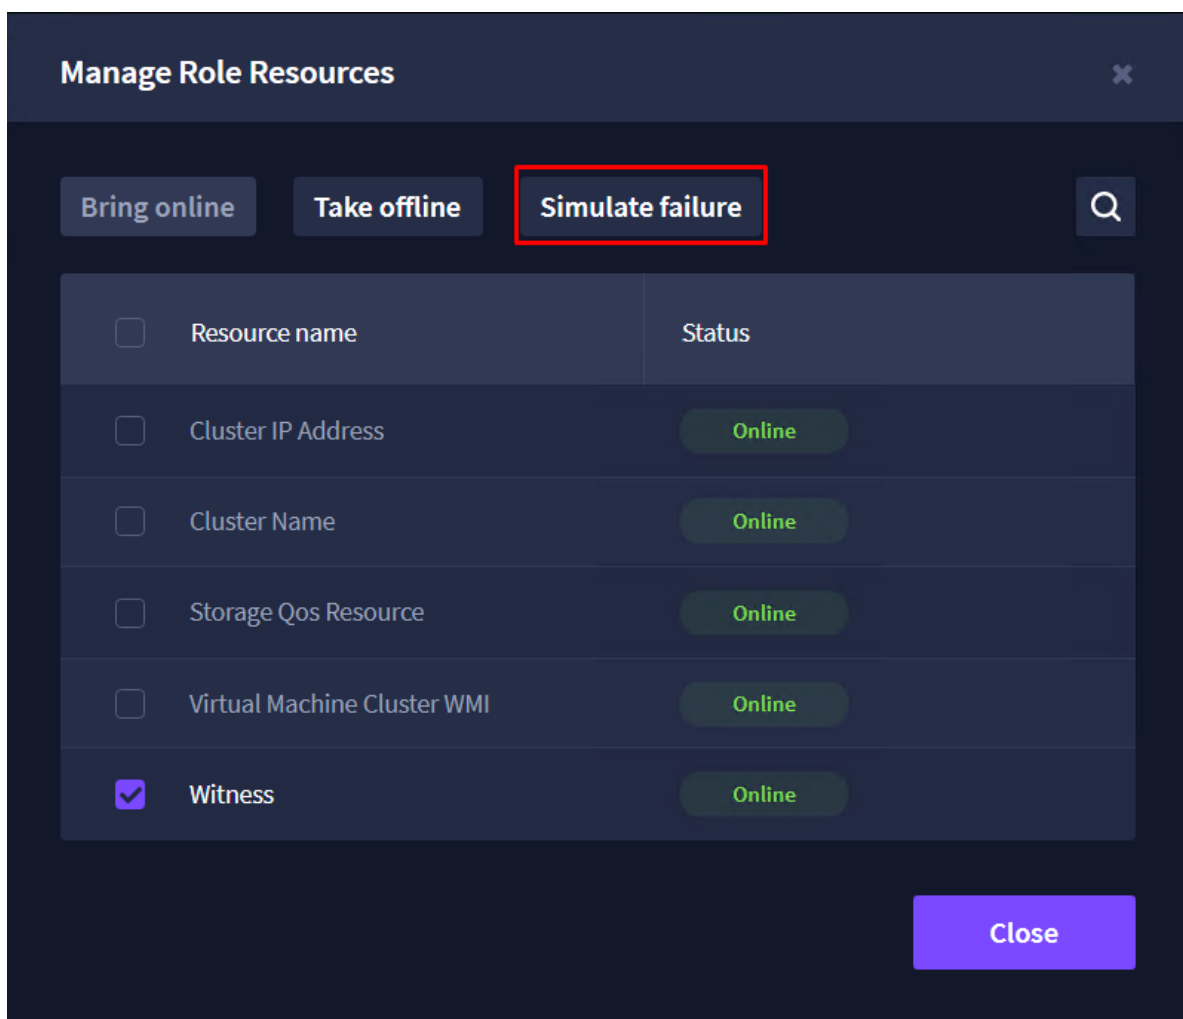 Manage Role Resources
Bring online Take offline Simulate failure
Resource name Status
Cluster IP Address Online
Cluster Name Online
Storage Qos Resource Online
Virtual Machine Cluster WMI Online
Witness Online
Close